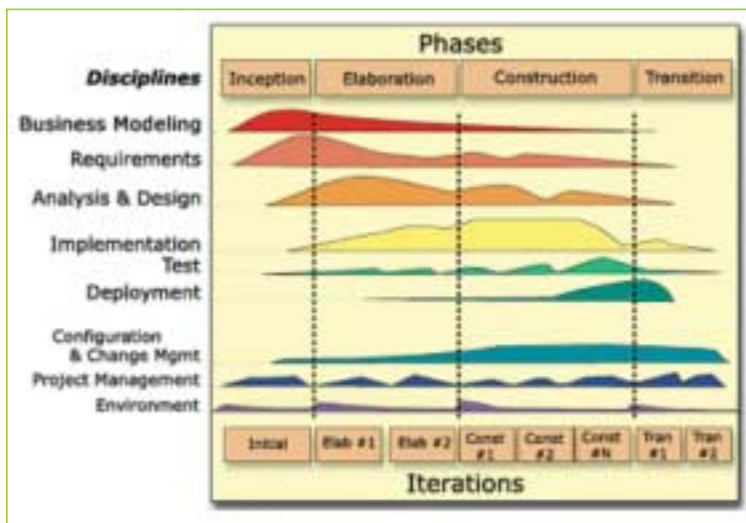 Phases
Disciplines
Inception
Elaboration
Construction
Transition
Business Modeling
Requirements
Analysis & Design
Implementation
Test
Deployment
Configuration
& Change Mgmt
Project Management
Environment
Initial
Elab #1
Elab #2
Const
#1
Const
#2
Const
#N
Tran
#1
Tran
#2
Iterations